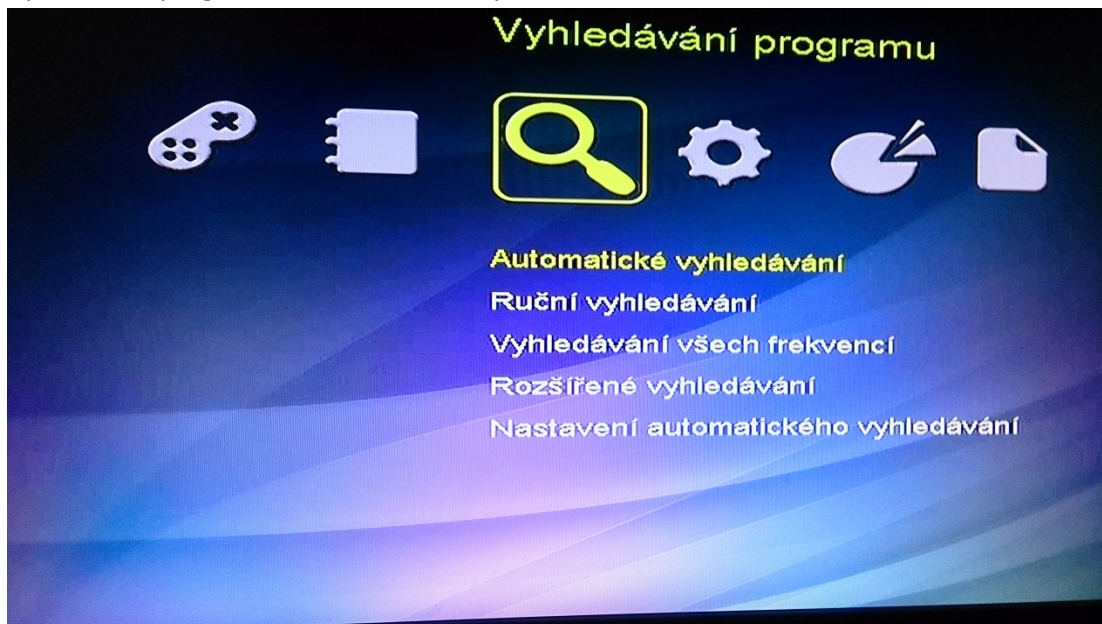 Vyhledávání programu
Automatické vyhledávání
Ruční vyhledávání
Vyhledávání všech frekvencí
Rozšířené vyhledávání
Nastavení automatického vyhledávání